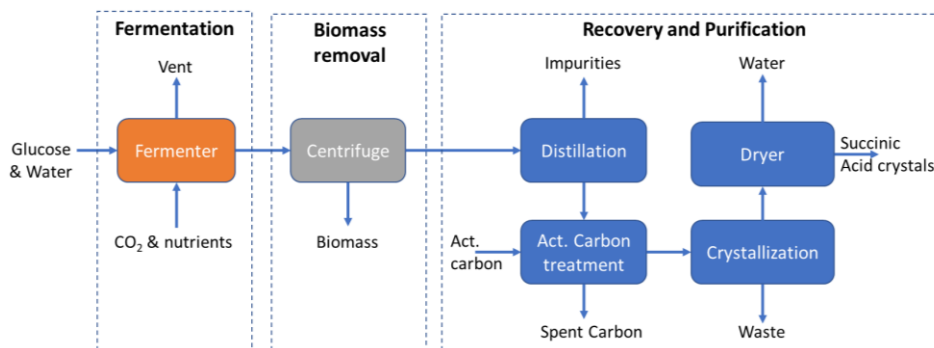 Fermentation
Biomass
removal
Recovery and Purification
Vent
Impurities
Water
Glucose
& Water
Fermenter
Centrifuge
Distillation
Dryer
Succinic
Acid crystals
CO₂ & nutrients
Biomass
Act.
carbon
Act. Carbon
treatment
Crystallization
Spent Carbon
Waste